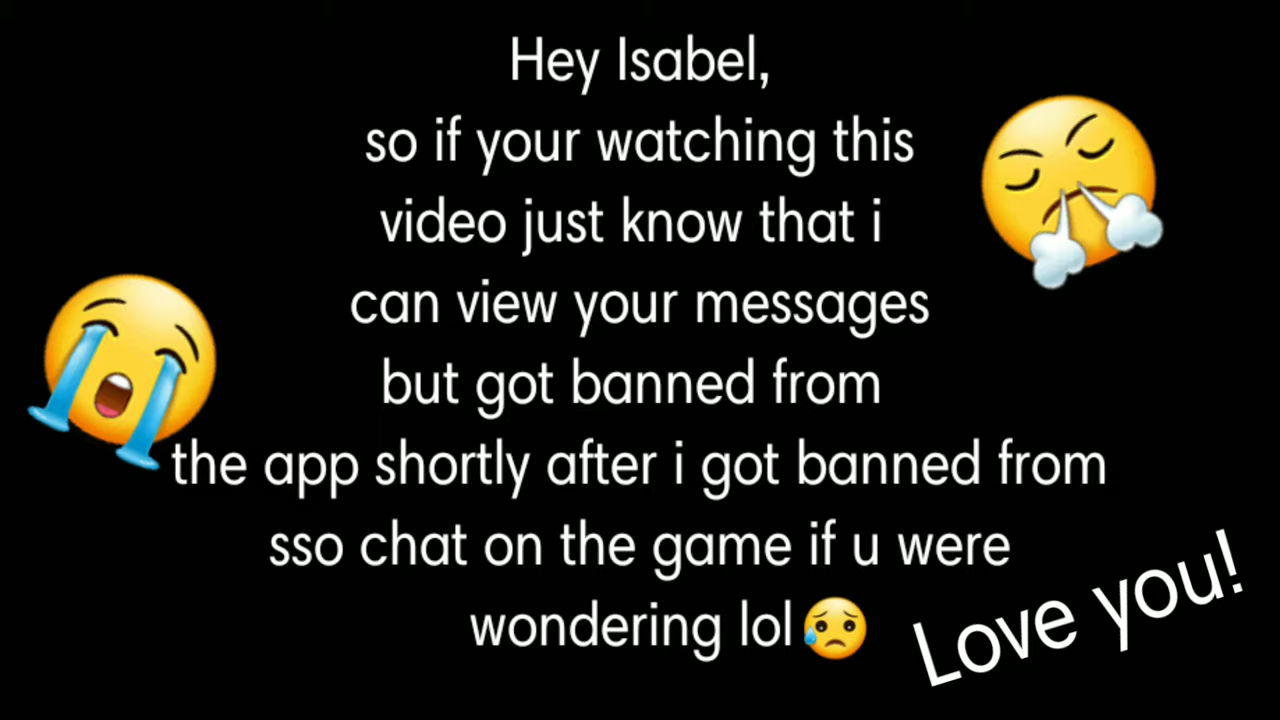 Hey Isabel,
so if your watching this
video just know that i
can view your messages
but got banned from
the app shortly after i got banned from
sso chat on the game if u were
wondering lol😥
Love you!